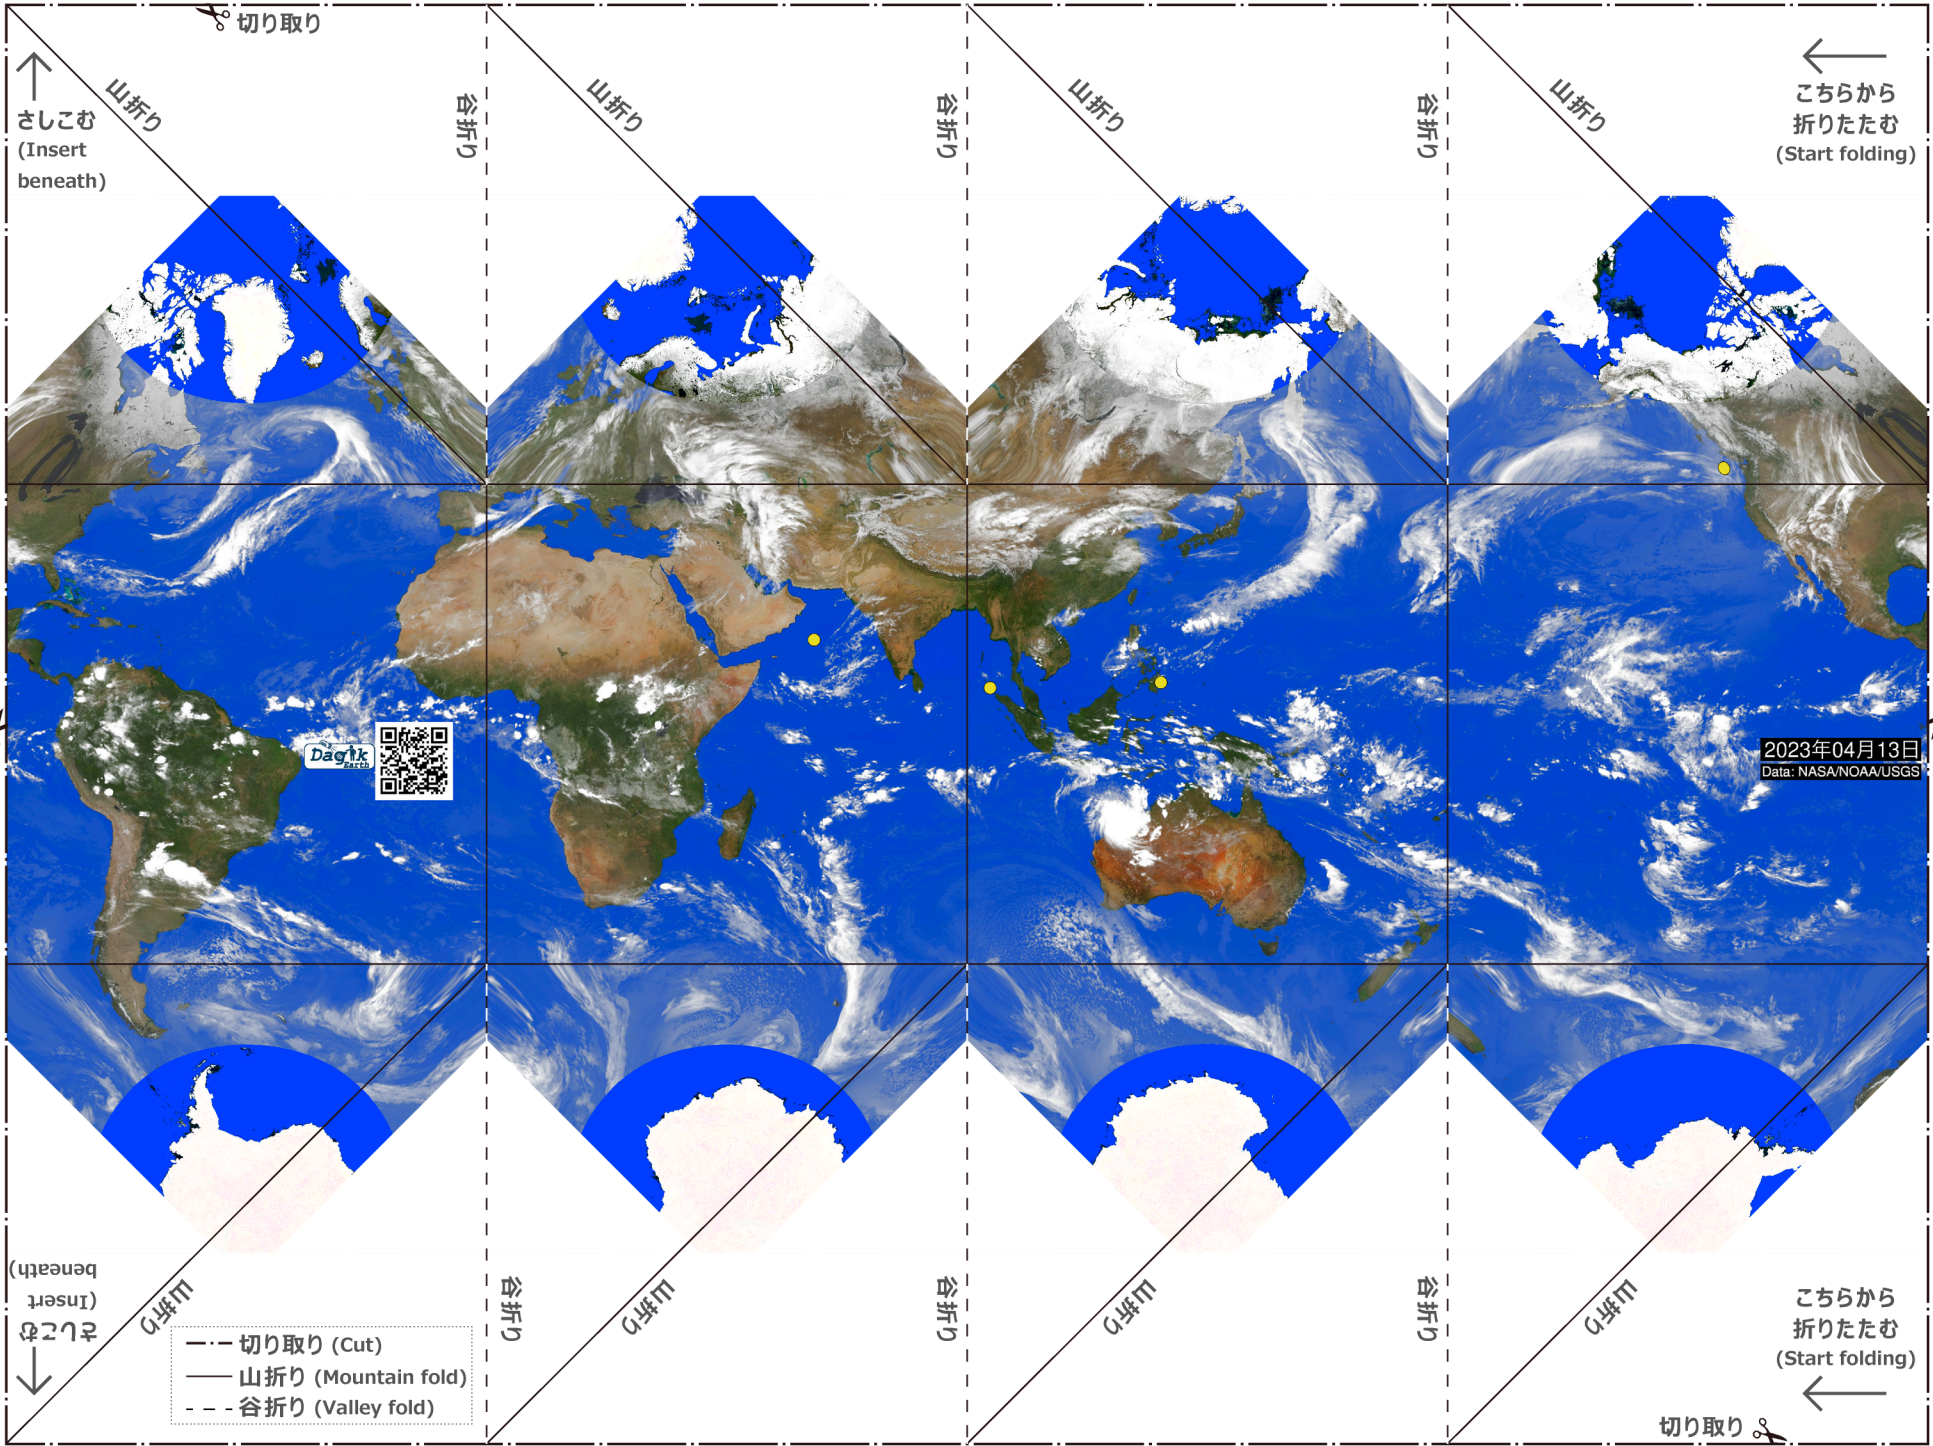 切り取り
山折り
谷折り
山折り
谷折り
山折り
谷折り
山折り
さしこむ
(Insert
beneath)
こちらから
折りたたむ
(Start folding)
Dagik
Earth
2023年04月13日
Data: NASA/NOAA/USGS
さしこむ
(Insert
beneath)
山折り
谷折り
山折り
谷折り
山折り
谷折り
山折り
こちらから
折りたたむ
(Start folding)
切り取り (Cut)
山折り (Mountain fold)
谷折り (Valley fold)
切り取り